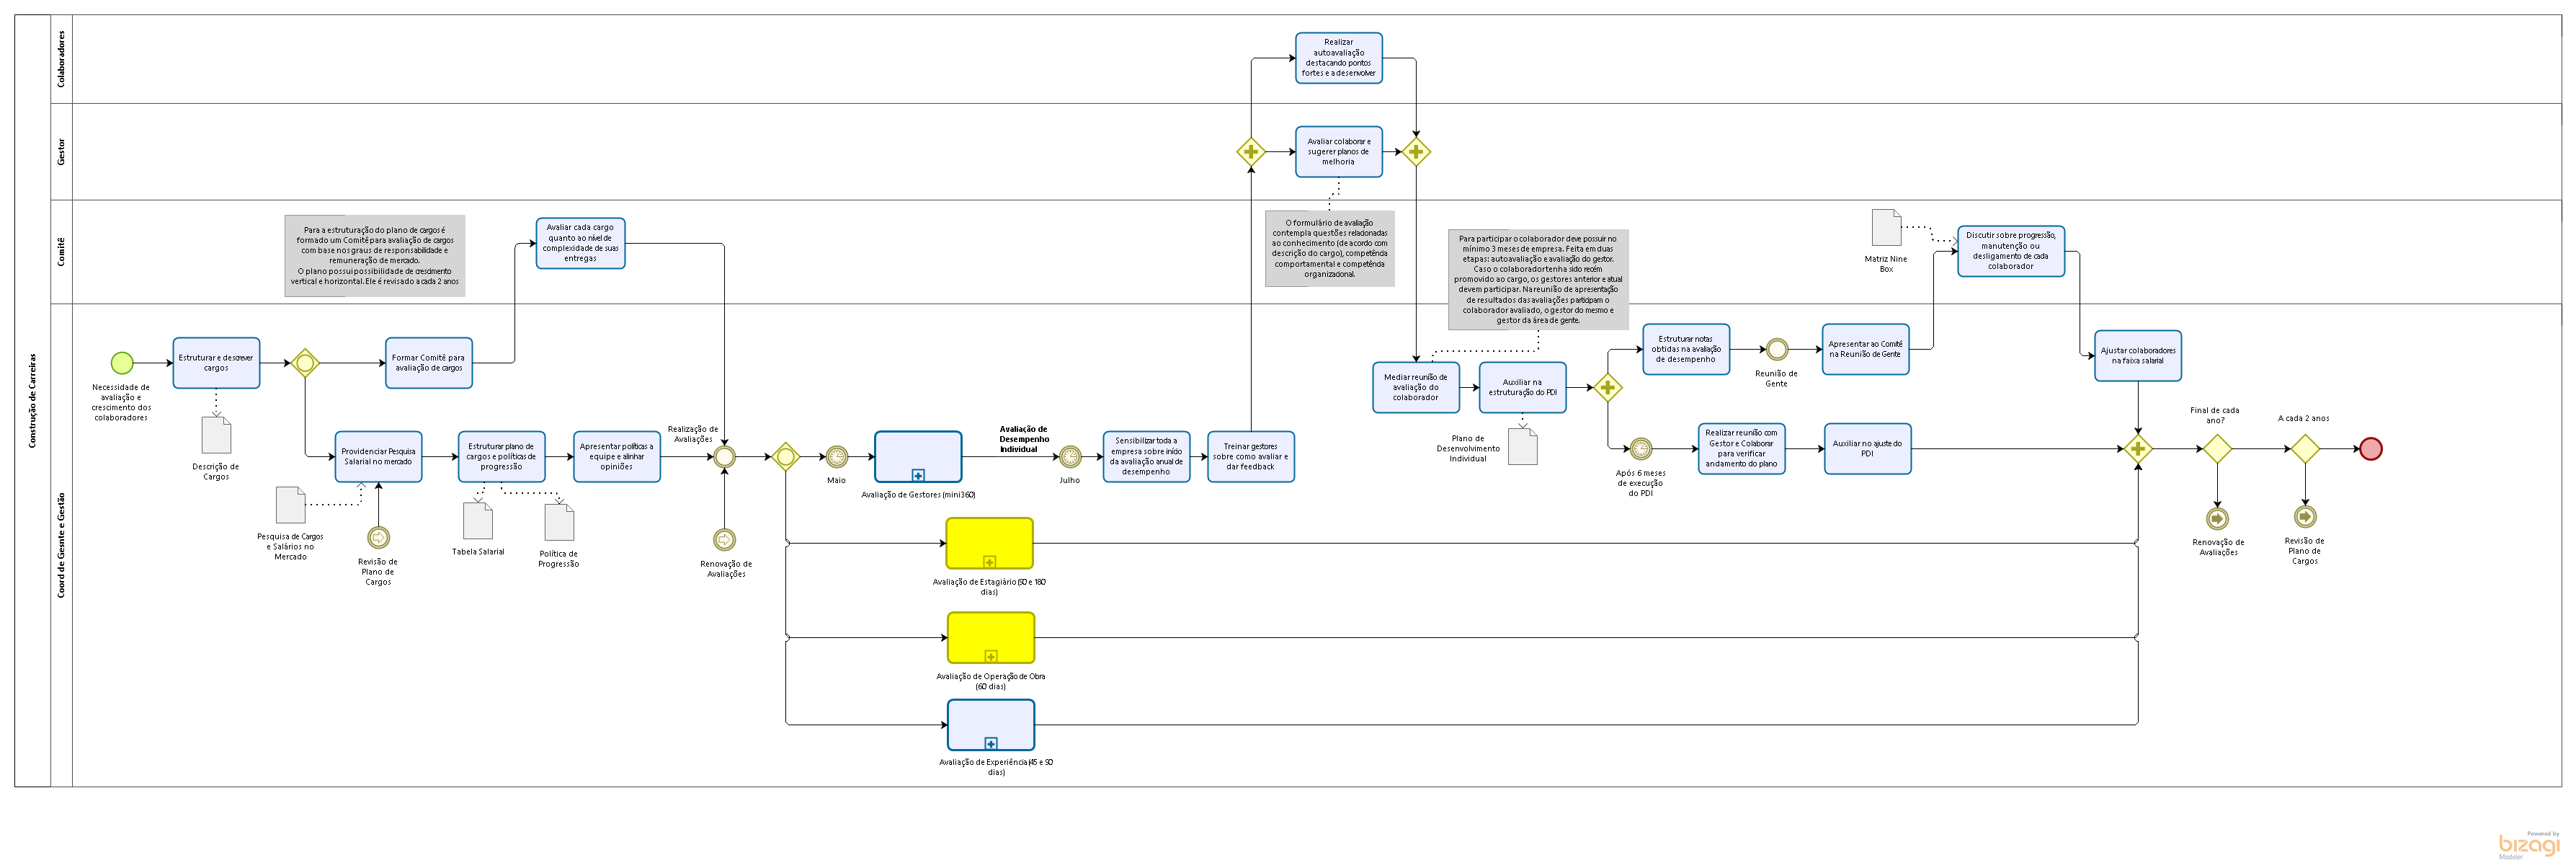 Construção de Carreiras
Colaboradores
Realizar
autoavaliação
destacando pontos
fortes e a desenvolver
Gestor
Avaliar colaborar e
sugerer planos de
melhoria
Comitê
Para a estruturação do plano de cargos é
formado um Comitê para avaliação de cargos
com base nos graus de responsabilidade e
remuneração de mercado.
O plano possui possibilidade de crescimento
vertical e horizontal. Ele é revisado a cada 2 anos
Avaliar cada cargo
quanto ao nível de
complexidade de suas
entregas
O formulário de avaliação
contempla questões relacionadas
ao conhecimento (de acordo com
descrição do cargo), competência
comportamental e competência
organizacional.
Para participar o colaborador deve possuir no
mínimo 3 meses de empresa. Feita em duas
etapas: autoavaliação e avaliação do gestor.
Caso o colaborador tenha sido recém
promovido ao cargo, os gestores anterior e atual
devem participar. Na reunião de apresentação
de resultados das avaliações participam o
colaborador avaliado, o gestor do mesmo e
gestor da área de gente.
Matriz Nine
Box
Discutir sobre progressão,
manutenção ou
desligamento de cada
colaborador
Coord de Gesnte e Gestão
Necessidade de
avaliação e
crescimento dos
colaboradores
Estruturar e descrever
cargos
Descrição de
Cargos
Formar Comitê para
avaliação de cargos
Providenciar Pesquisa
Salarial no mercado
Pesquisa de Cargos
e Salários no
Mercado
Revisão de
Plano de
Cargos
Estruturar plano de
cargos e políticas de
progressão
Tabela Salarial
Política de
Progressão
Apresentar políticas a
equipe e alinhar
opiniões
Realização de
Avaliações
Renovação de
Avaliações
Maio
Avaliação de Gestores (mini360)
Avaliação de
Desempenho
Individual
Julho
Sensibilizar toda a
empresa sobre início
da avaliação anual de
desempenho
Treinar gestores
sobre como avaliar e
dar feedback
Avaliação de Estagiário (90 e 180
dias)
Avaliação de Operação de Obra
(60 dias)
Avaliação de Experiência (45 e 90
dias)
Mediar reunião de
avaliação do
colaborador
Auxiliar na
estruturação do PDI
Plano de
Desenvolvimento
Individual
Estruturar notas
obtidas na avaliação
de desempenho
Reunião de
Gente
Apresentar ao Comitê
na Reunião de Gente
Após 6 meses
de execução
do PDI
Realizar reunião com
Gestor e Colaborar
para verificar
andamento do plano
Auxiliar no ajuste do
PDI
Ajustar colaboradores
na faixa salarial
Final de cada
ano?
A cada 2 anos
Renovação de
Avaliações
Revisão de
Plano de
Cargos
Powered by
bizagi
Modeler